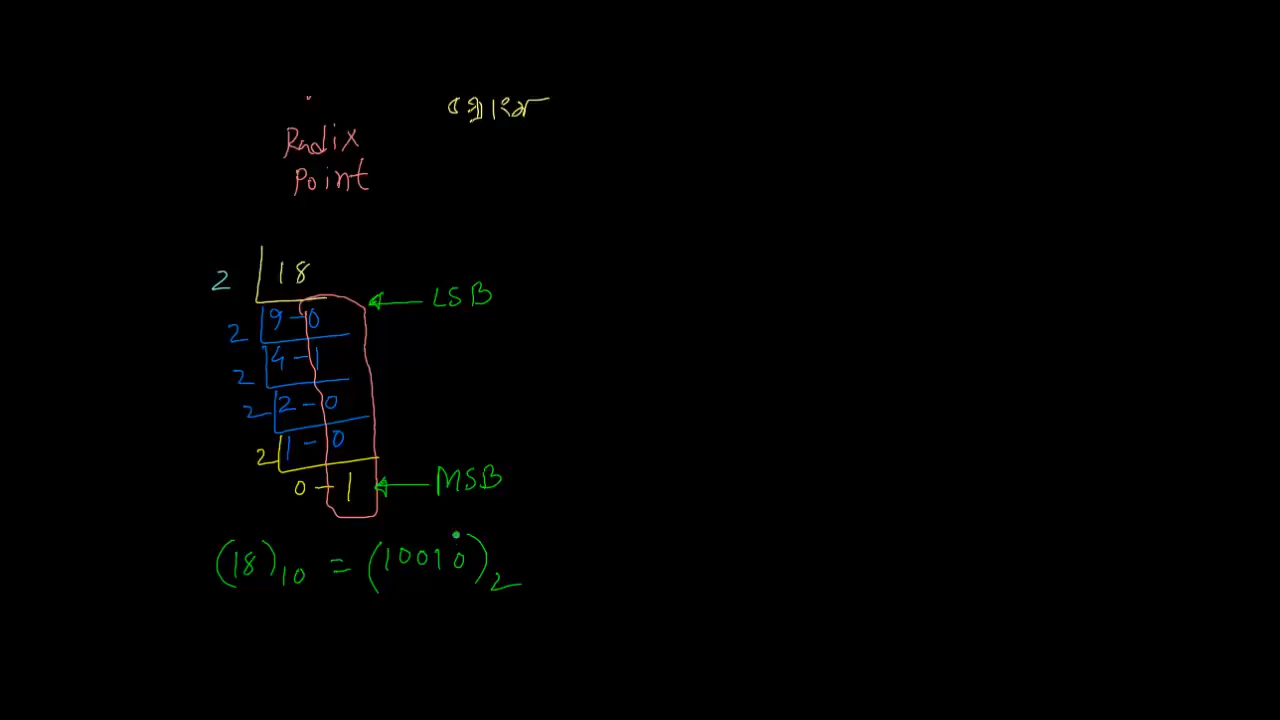 Radix
Point
2 18
2 9-0 ← LSB
2 4-1
2 2-0
2 1-0
0-1 ← MSB
(18)10 = (10010)2